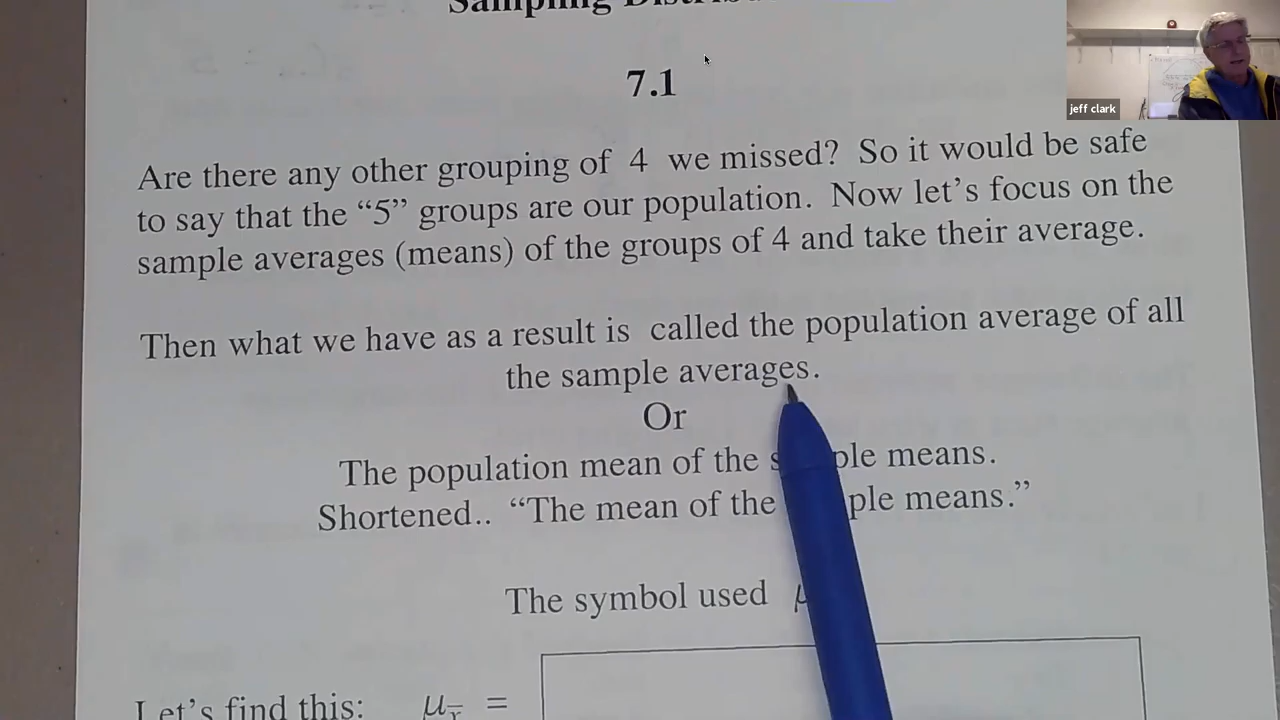 Sampling
7.1
jeff clark
Are there any other grouping of 4 we missed? So it would be safe
to say that the “5” groups are our population. Now let’s focus on the
sample averages (means) of the groups of 4 and take their average.
Then what we have as a result is called the population average of all
the sample averages.
Or
The population mean of the ple means.
Shortened.. “The mean of the ple means.”
The symbol used μ
Let’s find this: μx̄ =